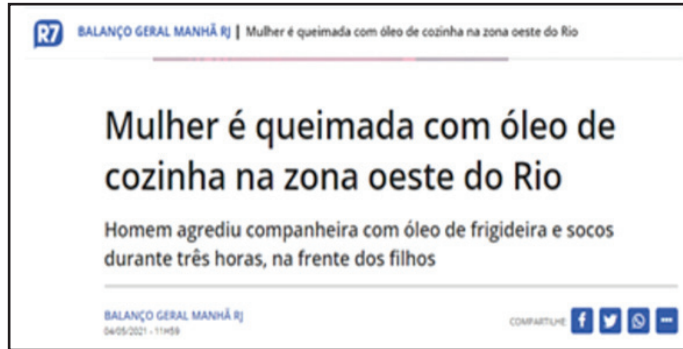 R7 BALANÇO GERAL MANHÃ RJ | Mulher é queimada com óleo de cozinha na zona oeste do Rio
Mulher é queimada com óleo de
cozinha na zona oeste do Rio
Homem agrediu companheira com óleo de frigideira e socos
durante três horas, na frente dos filhos
BALANÇO GERAL MANHÃ RJ
COMPARTILHE
04/05/2021 - 11H59